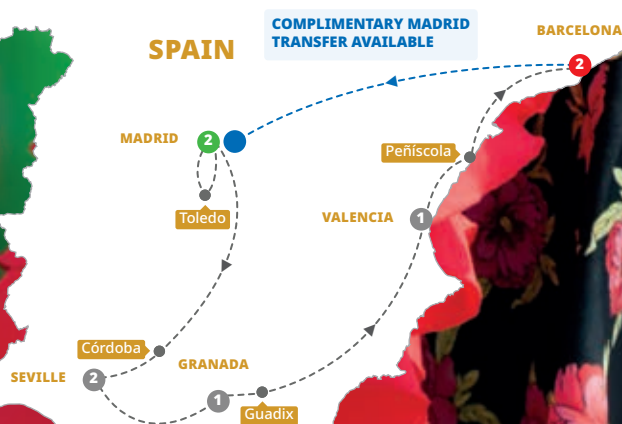 COMPLIMENTARY MADRID
TRANSFER AVAILABLE
SPAIN
BARCELONA
2
MADRID
2
Peñíscola
Toledo
VALENCIA
1
Córdoba
GRANADA
SEVILLE
2
1
Guadix